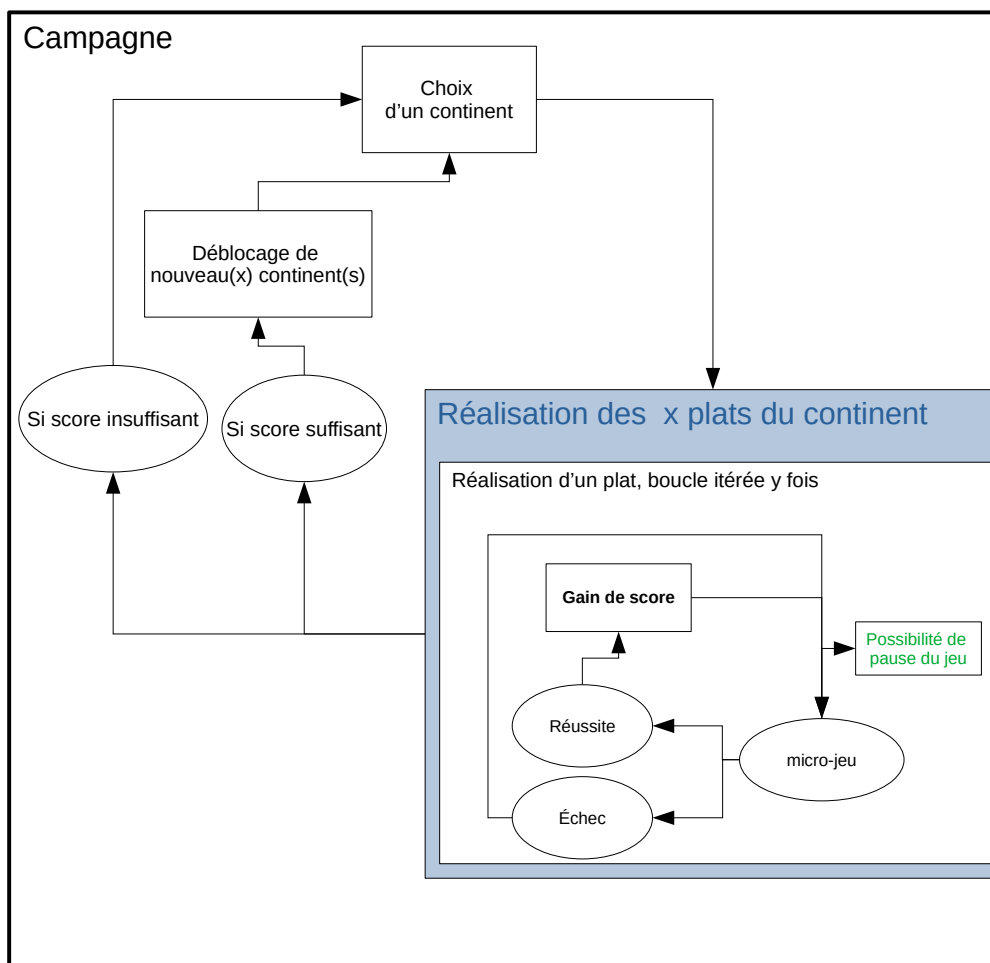 Campagne
Choix
d’un continent
Déblocage de
nouveau(x) continent(s)
Si score insuffisant
Si score suffisant
Réalisation des  x plats du continent
Réalisation d’un plat, boucle itérée y fois
Gain de score
Possibilité de
pause du jeu
Réussite
micro-jeu
Échec